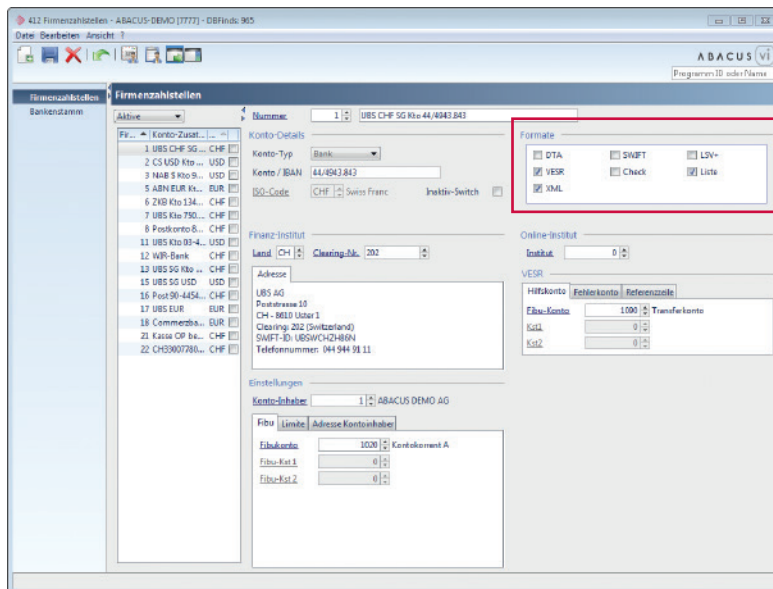 412 Firmenzahlstellen - ABACUS-DEMO [7777] - DBFinds: 965
Datei Bearbeiten Ansicht ?
ABACUS vi
Programm ID oder Name
Firmenzahlstellen
Bankenstamm
Firmenzahlstellen
Aktive
Nummer 1 UBS CHF SG Kto 44/4943.843
Fir... Konto-Zusat... ...
1 UBS CHF SG ... CHF
2 CS USD Kto ... USD
3 NAB S Kto 9... USD
5 ABN EUR Kt... EUR
6 ZKB Kto 134... CHF
7 UBS Kto 750... CHF
8 Postkonto 8... CHF
11 UBS Kto 03-4... USD
12 WIR-Bank CHF
13 UBS SG Kto ... CHF
15 UBS SG USD USD
16 Post 90-4454... CHF
17 UBS EUR EUR
18 Commerzba... EUR
21 Kasse OP be... CHF
22 CH33007780... CHF
Konto-Details
Konto-Typ Bank
Konto / IBAN 44/4943.843
ISO-Code CHF Swiss Franc Inaktiv-Switch
Formate
DTA SWIFT LSV+
VESR Check Liste
XML
Finanz-Institut
Land CH Clearing-Nr. 202
Adresse
UBS AG
Poststrasse 10
CH - 8610 Uster 1
Clearing: 202 (Switzerland)
SWIFT-ID: UBSWCHZH86N
Telefonnummer: 044 944 91 11
Online-Institut
Institut 0
VESR
Hilfskonto Fehlerkonto Referenzzeile
Fibu-Konto 1090 Transferkonto
Kst1 0
Kst2 0
Einstellungen
Konto-Inhaber 1 ABACUS DEMO AG
Fibu Limite Adresse Kontoinhaber
Fibukonto 1020 Kontokorrent A
Fibu-Kst 1 0
Fibu-Kst 2 0